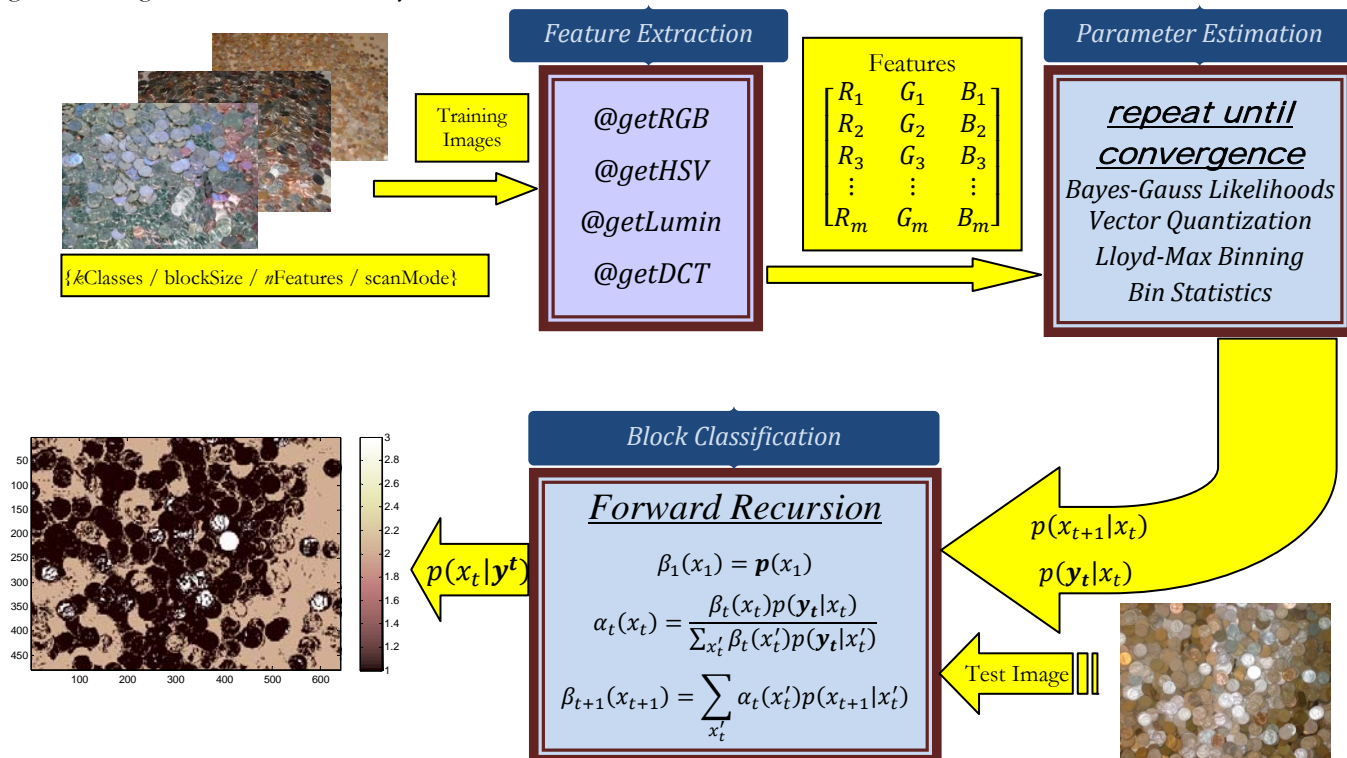 Feature Extraction
Parameter Estimation
Training
Images
@getRGB
@getHSV
@getLumin
@getDCT
Features
R₁ G₁ B₁
R₂ G₂ B₂
R₃ G₃ B₃
⋮ ⋮ ⋮
Rₘ Gₘ Bₘ
repeat until
convergence
Bayes-Gauss Likelihoods
Vector Quantization
Lloyd-Max Binning
Bin Statistics
{kClasses / blockSize / nFeatures / scanMode}
Block Classification
Forward Recursion
β₁(x₁) = p(x₁)
αₜ(xₜ) = βₜ(xₜ)p(yₜ|xₜ) / ∑ₓ′ₜ βₜ(x′ₜ)p(yₜ|x′ₜ)
βₜ₊₁(xₜ₊₁) = ∑ₓ′ₜ αₜ(x′ₜ)p(xₜ₊₁|x′ₜ)
p(xₜ₊₁|xₜ)
p(yₜ|xₜ)
Test Image
p(xₜ|yᵗ)
50
100
150
200
250
300
350
400
450
100 200 300 400 500 600
3
2.8
2.6
2.4
2.2
2
1.8
1.6
1.4
1.2
1